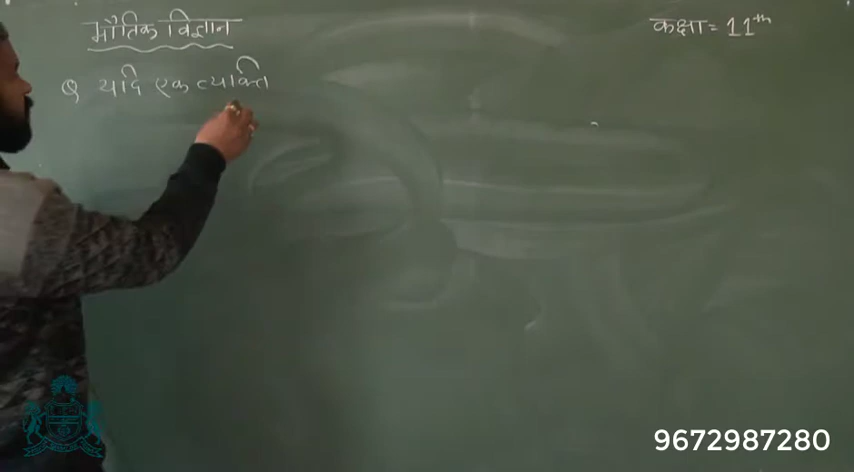 भौतिक विज्ञान
कक्षा = 11th
Q यदि एक व्यक्ति
9672987280